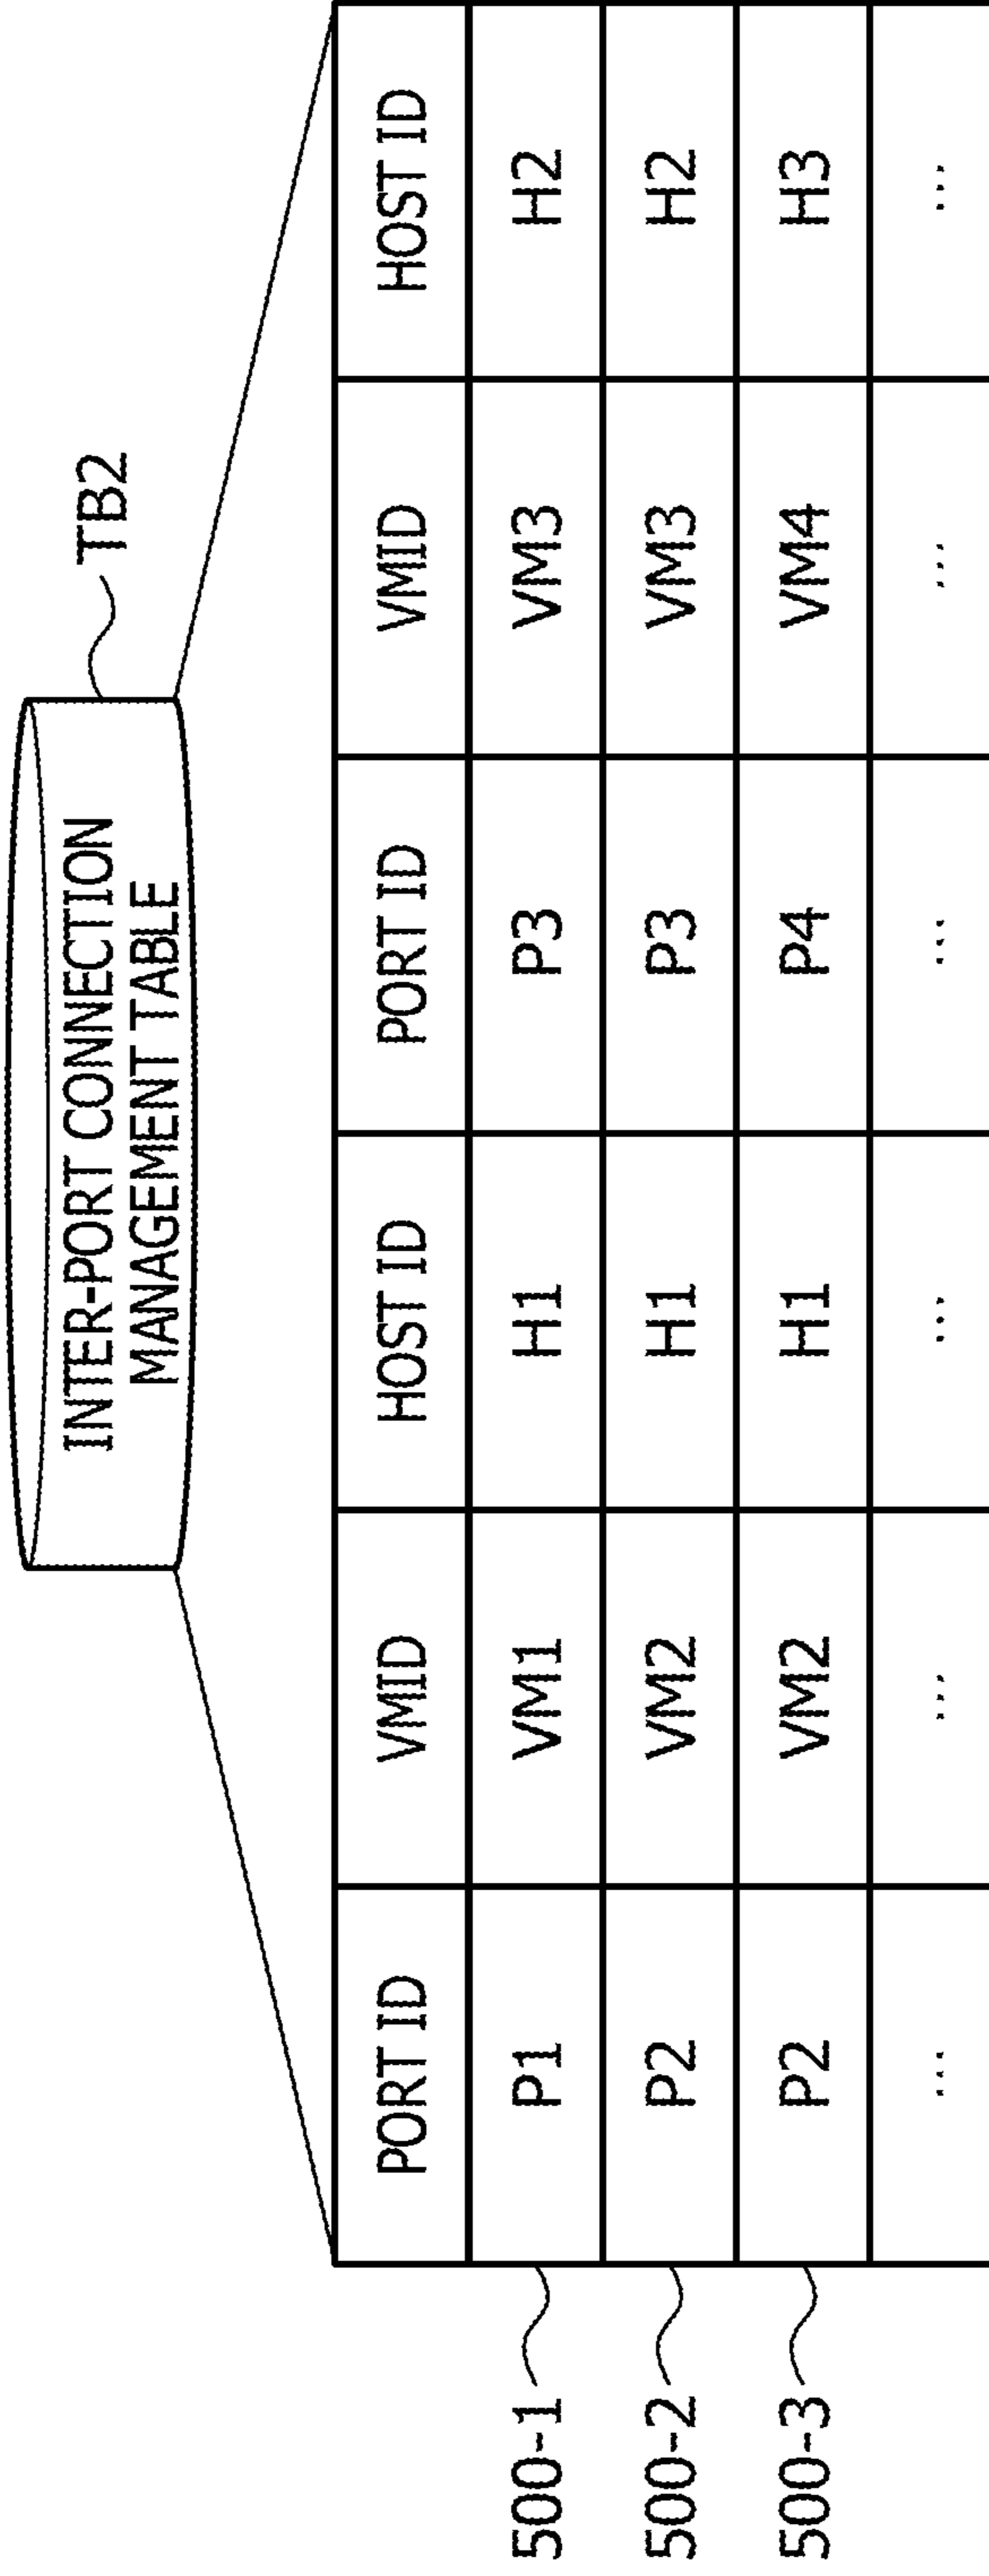 TB2
INTER-PORT CONNECTION
MANAGEMENT TABLE
PORT ID VMID HOST ID PORT ID VMID HOST ID
500-1 P1 VM1 H1 P3 VM3 H2
500-2 P2 VM2 H1 P3 VM3 H2
500-3 P2 VM2 H1 P4 VM4 H3
... ... ... ... ... ...